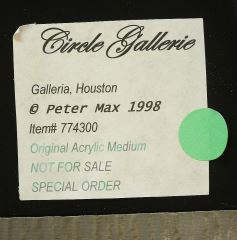 Circle Gallerie
Galleria, Houston
© Peter Max 1998
Item# 774300
Original Acrylic Medium
NOT FOR SALE
SPECIAL ORDER